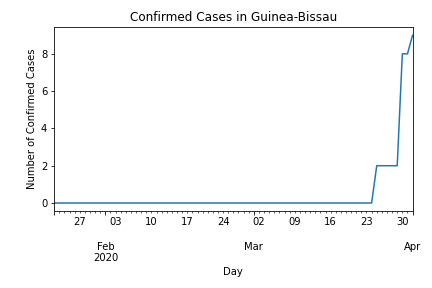 Confirmed Cases in Guinea-Bissau
Number of Confirmed Cases
8
6
4
2
0
27 03 10 17 24 02 09 16 23 30
Feb Mar Apr
2020
Day